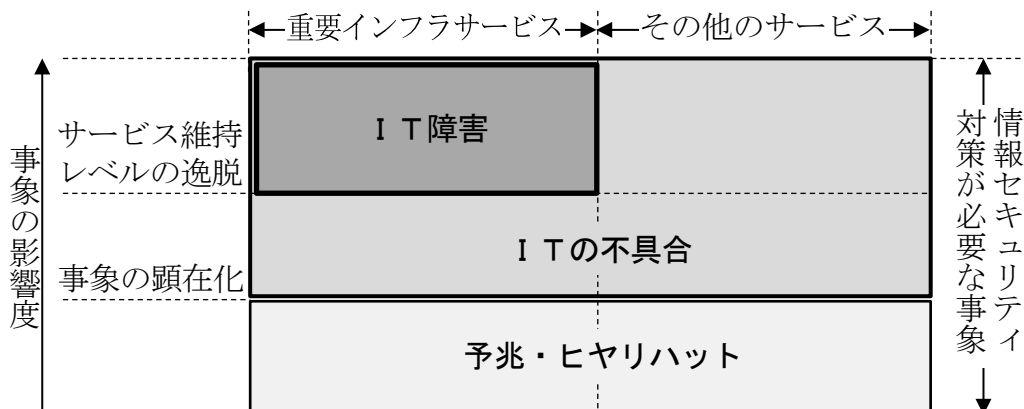 重要インフラサービス
その他のサービス
ＩＴ障害
サービス維持
レベルの逸脱
ＩＴの不具合
事象の顕在化
予兆・ヒヤリハット
事象の影響度
情報セキュリティ
対策が必要な事象